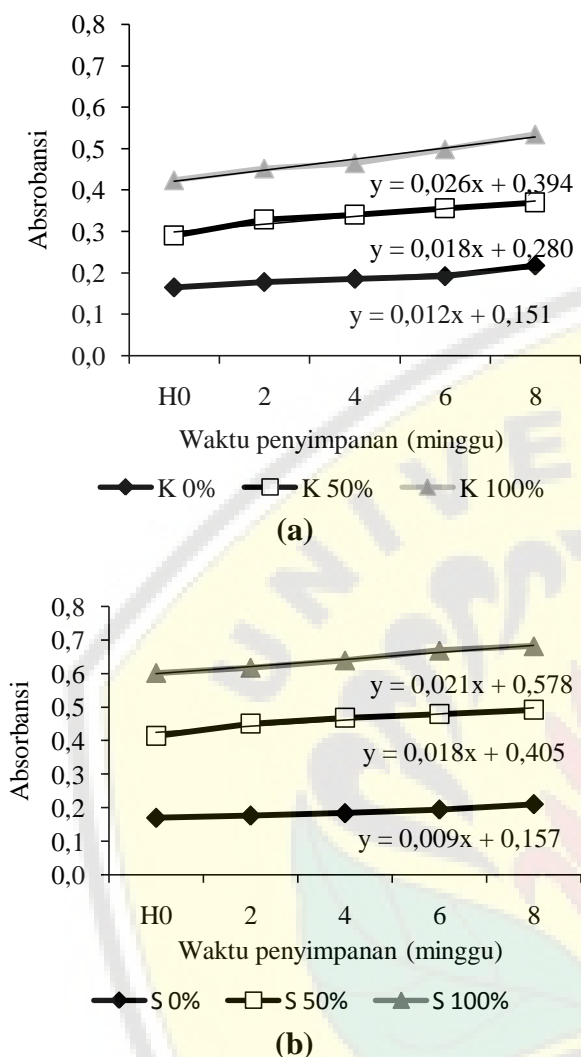 0,8
0,7
0,6
0,5
0,4
0,3
0,2
0,1
0,0
Absrobansi
y = 0,026x + 0,394
y = 0,018x + 0,280
y = 0,012x + 0,151
H0 2 4 6 8
Waktu penyimpanan (minggu)
K 0% K 50% K 100%
(a)
0,8
0,7
0,6
0,5
0,4
0,3
0,2
0,1
0,0
Absorbansi
y = 0,021x + 0,578
y = 0,018x + 0,405
y = 0,009x + 0,157
H0 2 4 6 8
Waktu penyimpanan (minggu)
S 0% S 50% S 100%
(b)
UNIVE